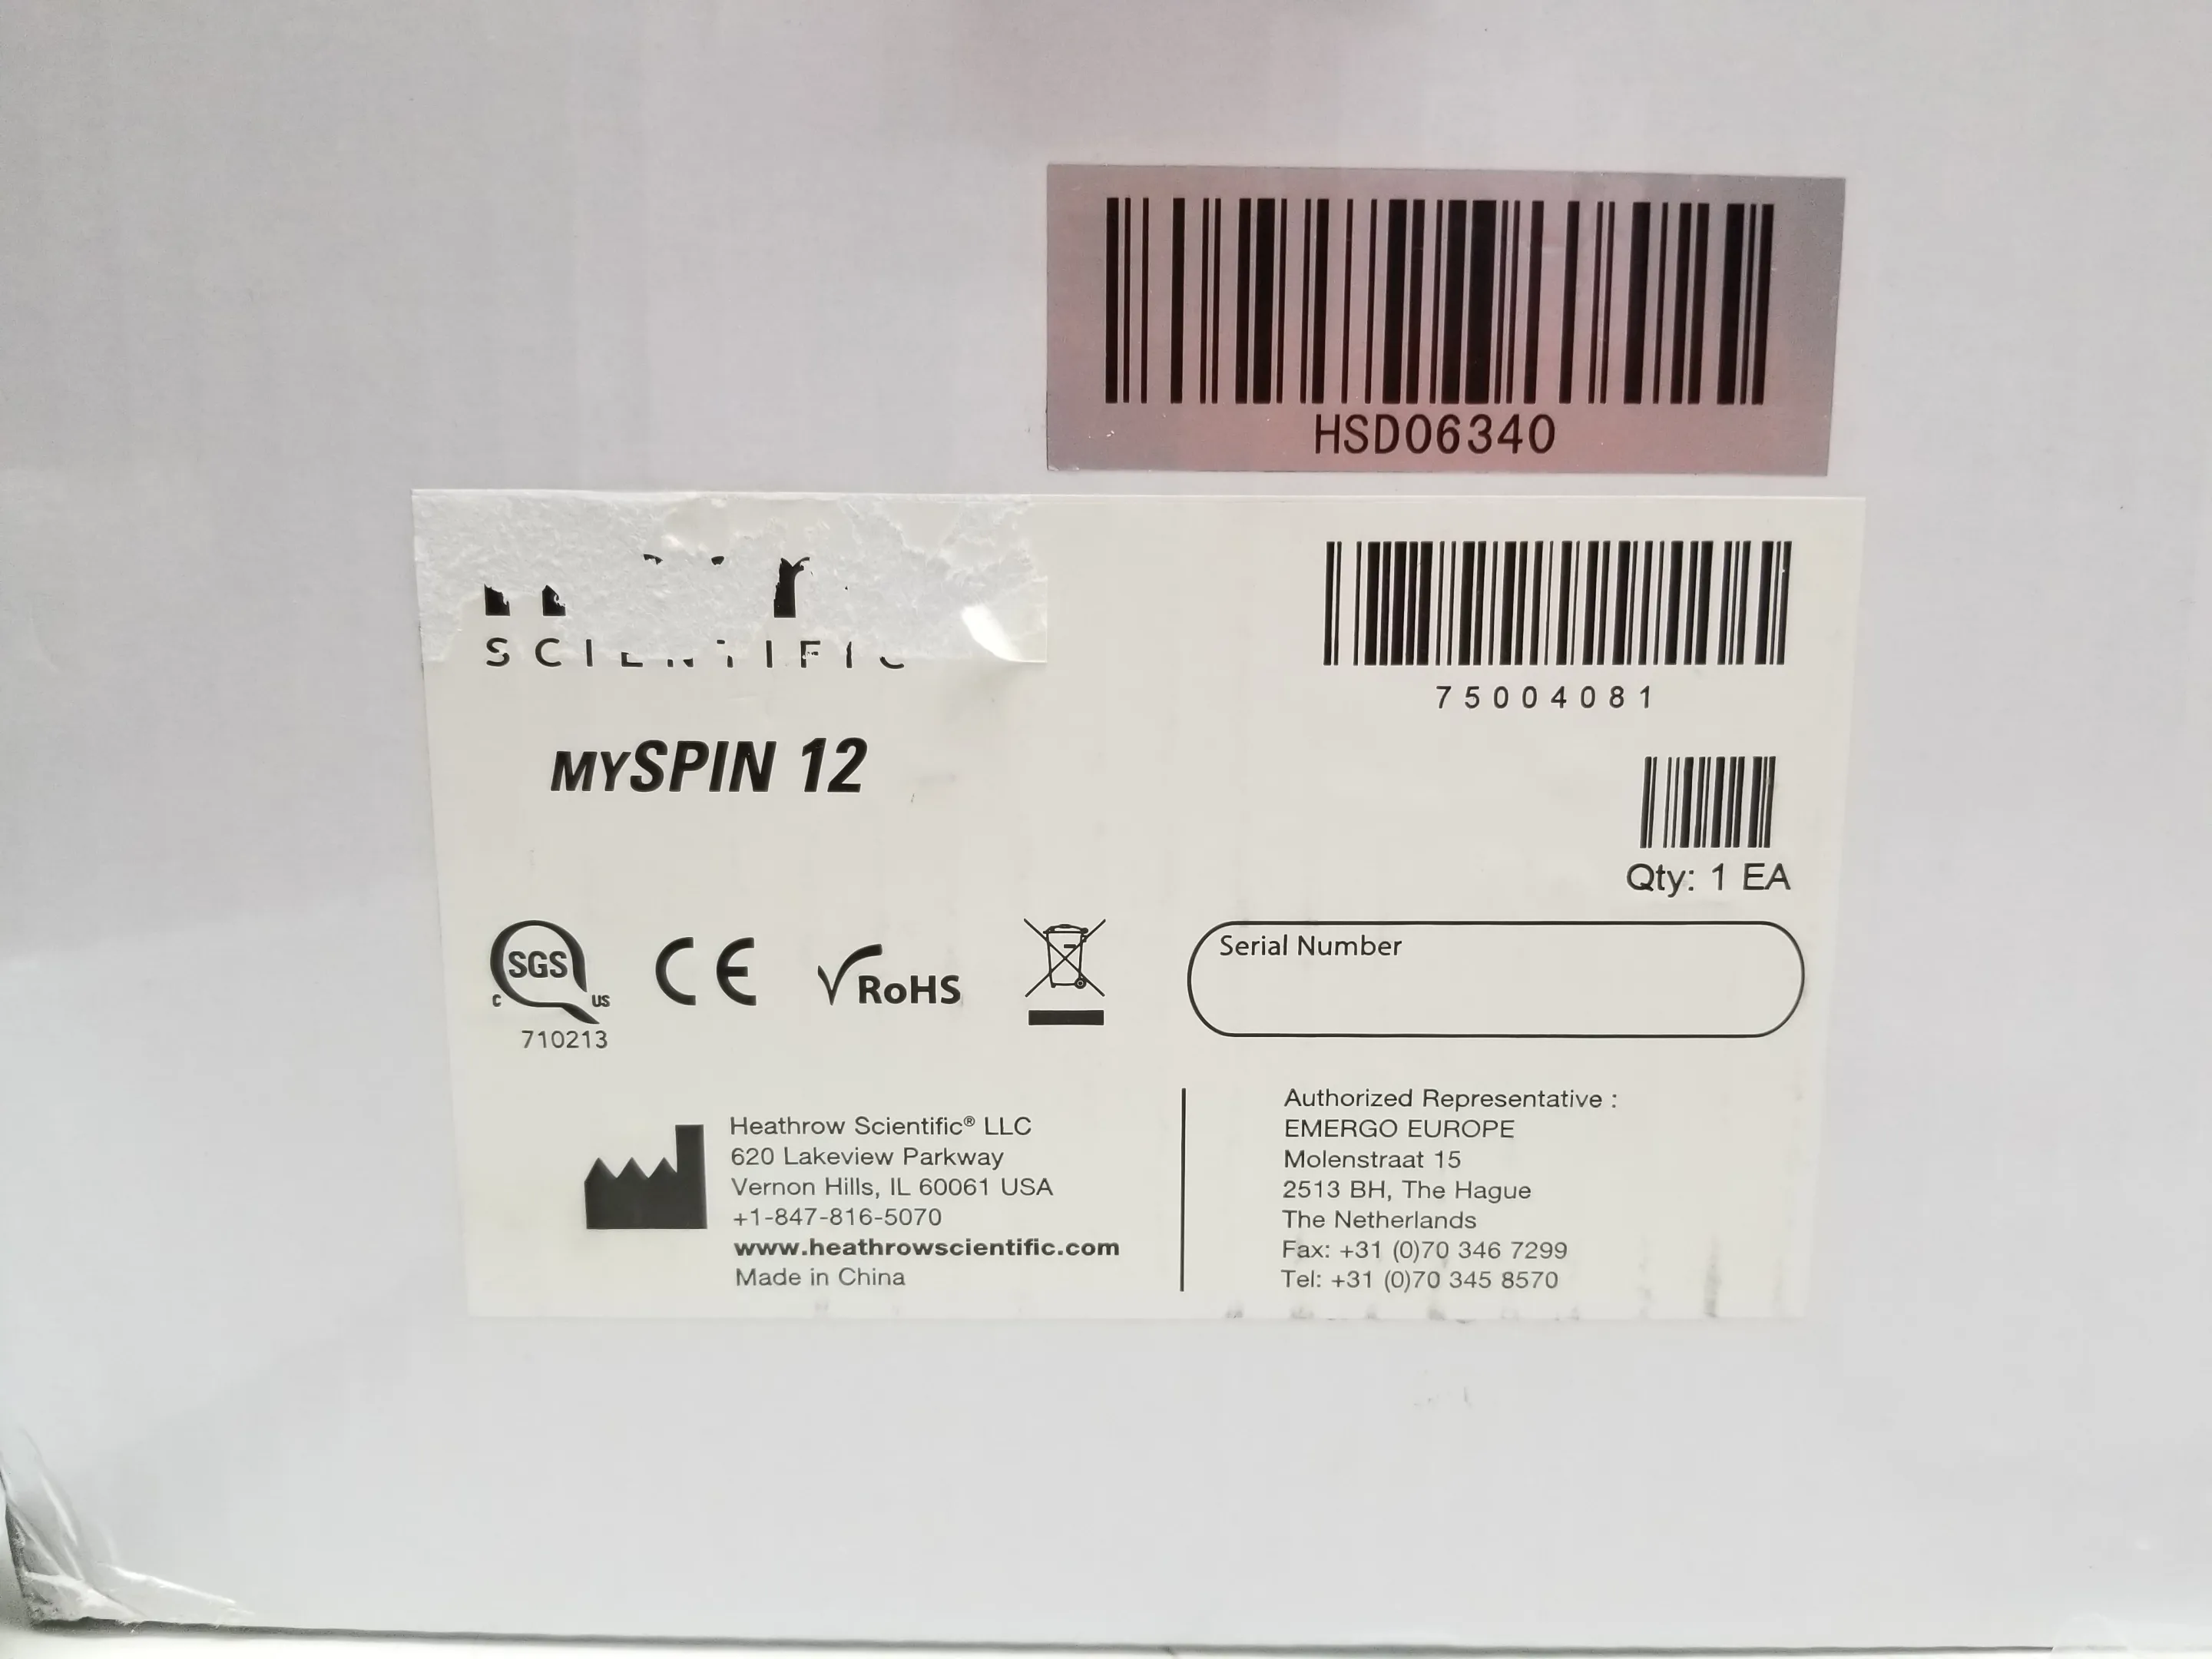 HSD06340
75004081
MYSPIN 12
Qty: 1 EA
SGS
C US
710213
CE
RoHS
Serial Number
Heathrow Scientific® LLC
620 Lakeview Parkway
Vernon Hills, IL 60061 USA
+1-847-816-5070
www.heathrowscientific.com
Made in China
Authorized Representative :
EMERGO EUROPE
Molenstraat 15
2513 BH, The Hague
The Netherlands
Fax: +31 (0)70 346 7299
Tel: +31 (0)70 345 8570